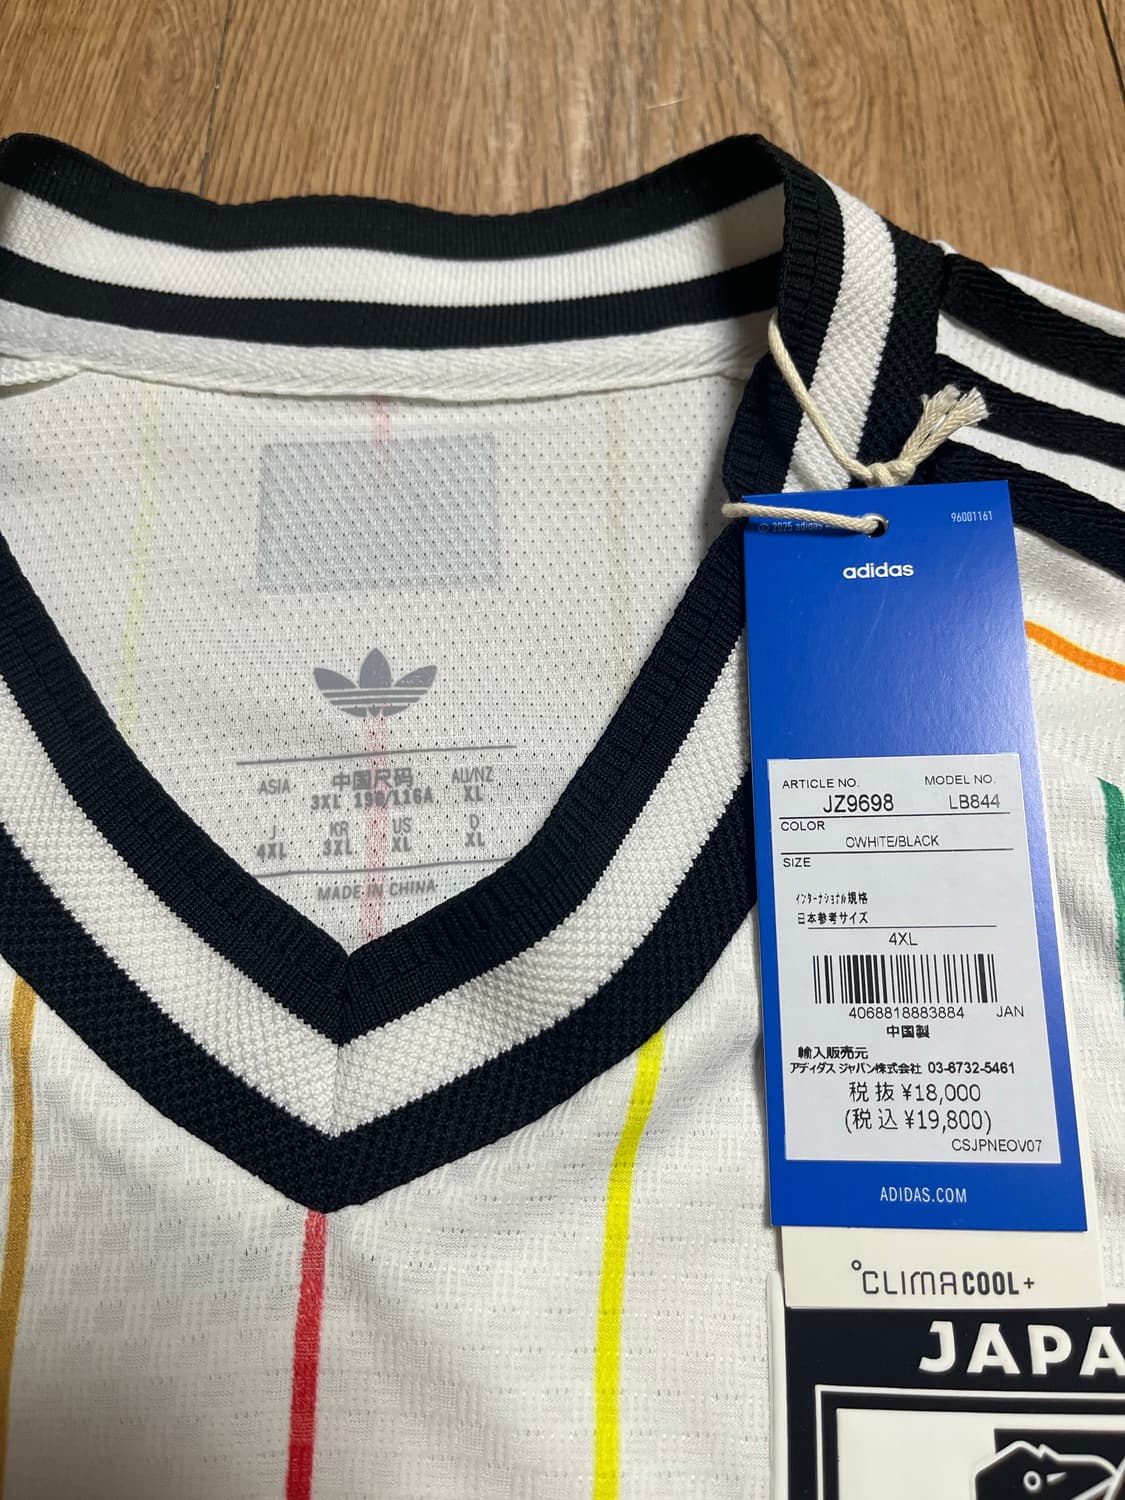 © 2025 adidas
96001161
adidas
ASIA 中国尺码 AU/NZ
3XL 190/116A XL
J KR US D
4XL 3XL XL XL
MADE IN CHINA
ARTICLE NO. MODEL NO.
JZ9698 LB844
COLOR
OWHITE/BLACK
SIZE
インターナショナル規格
日本参考サイズ
4XL
4068818883884 JAN
中国製
輸入販売元
アディダス ジャパン株式会社 03-6732-5461
税抜 ¥18,000
(税込 ¥19,800)
CSJPNEOV07
ADIDAS.COM
°CLIMACOOL+
JAPA